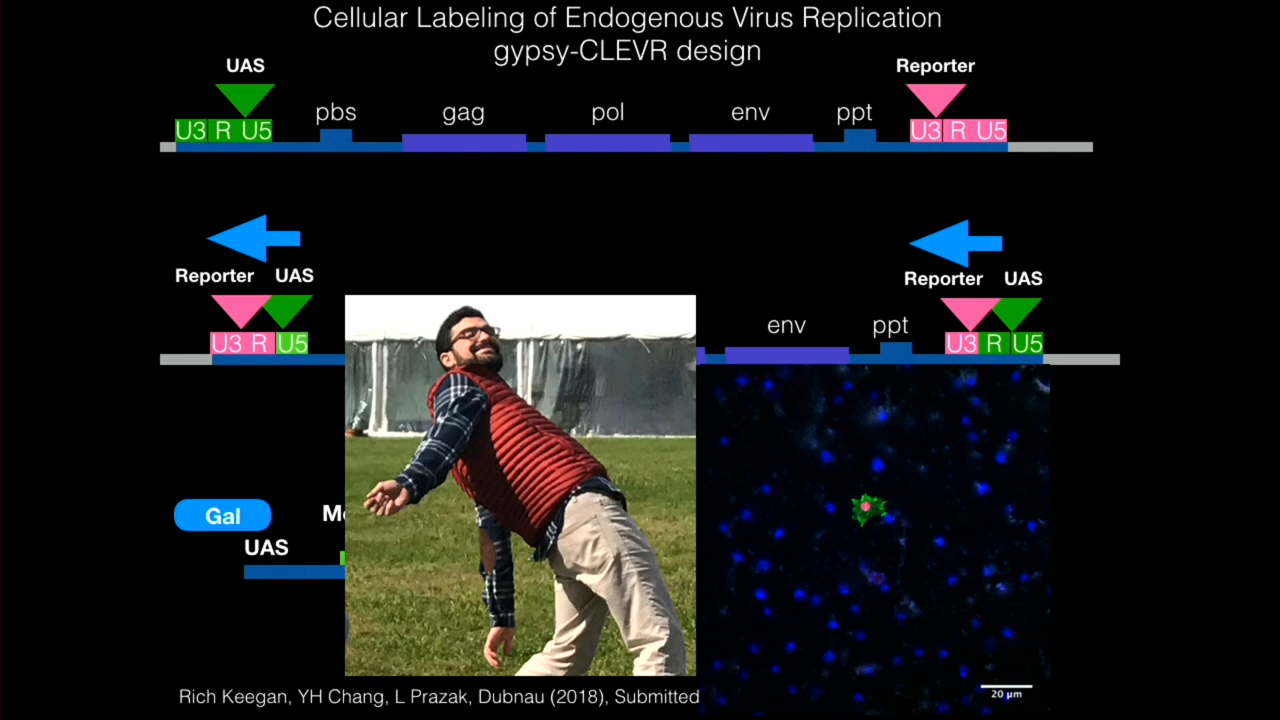 Cellular Labeling of Endogenous Virus Replication
gypsy-CLEVR design
UAS
Reporter
pbs
gag
pol
env
ppt
U3 R U5
U3 R U5
Reporter UAS
Reporter UAS
env
ppt
U3 R U5
U3 R U5
Gal
UAS
20 µm
Rich Keegan, YH Chang, L Prazak, Dubnau (2018), Submitted